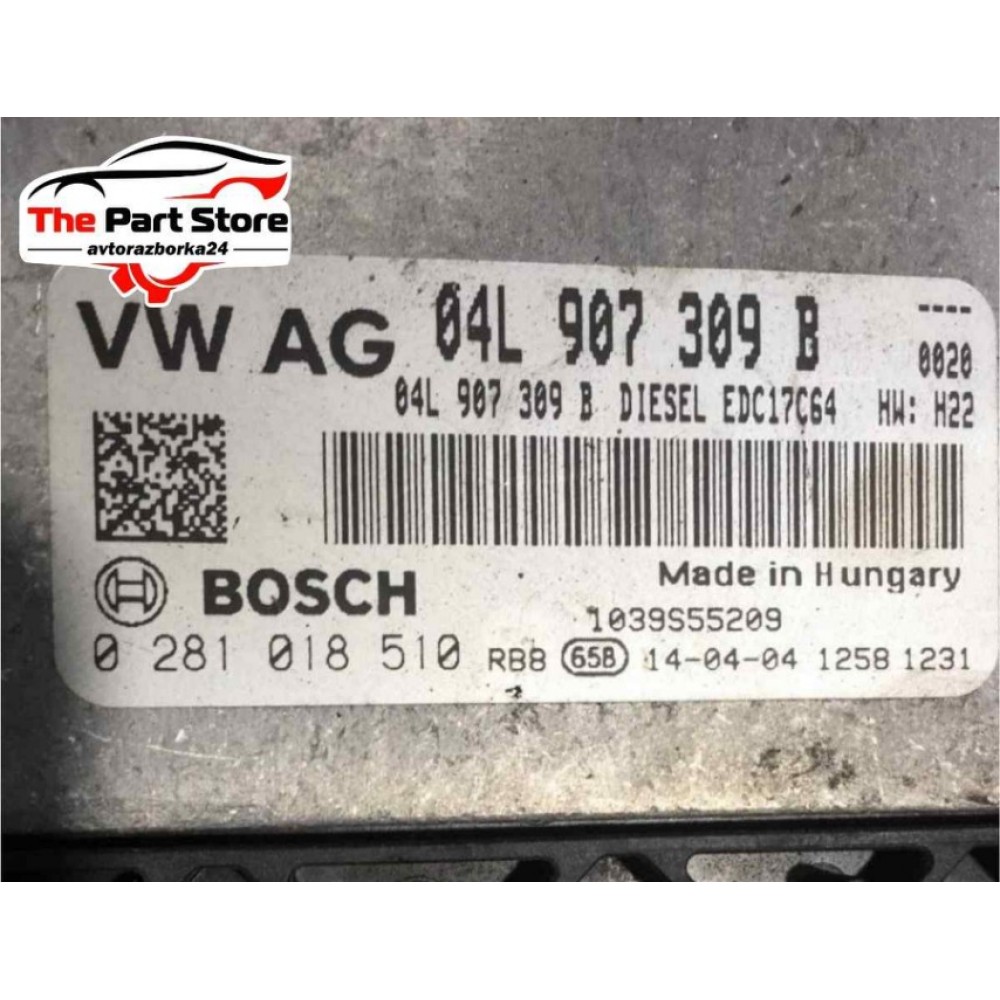 The Part Store
avtorazborka24
VW AG 04L 907 309 B ----
0020
04L 907 309 B DIESEL EDC17C64 HW: H22
BOSCH
Made in Hungary
1039S55209
0 281 018 510 RB8 65B 14-04-04 1258 1231